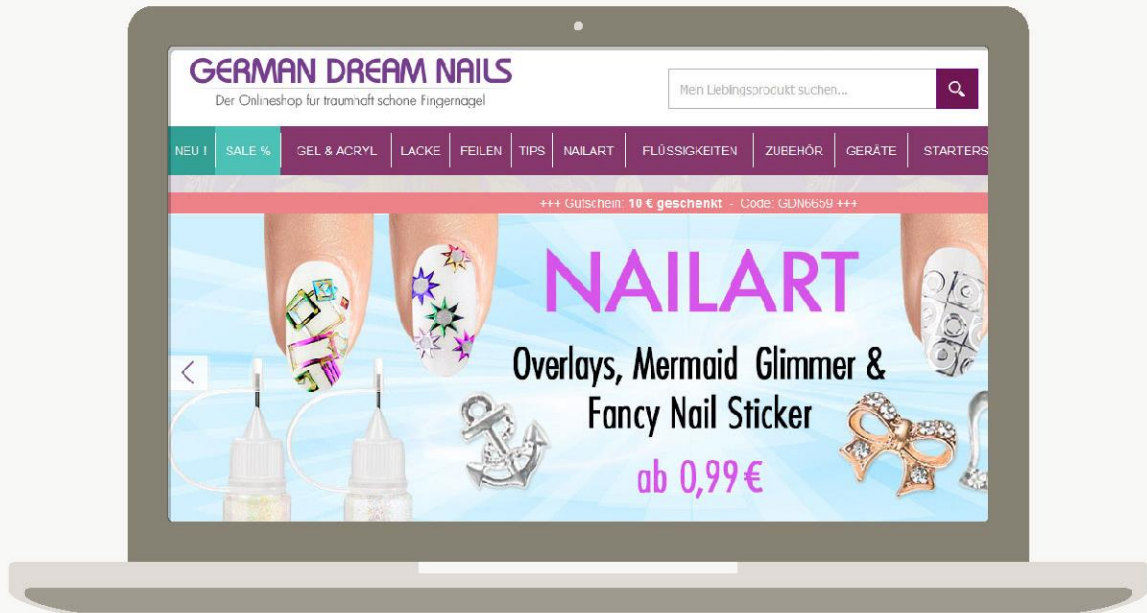 GERMAN DREAM NAILS
Der Onlineshop für traumhaft schöne Fingernägel
Mein Lieblingsprodukt suchen...
NEU ! SALE % GEL & ACRYL LACKE FEILEN TIPS NAILART FLÜSSIGKEITEN ZUBEHÖR GERÄTE STARTERS
+++ Gutschein: 10 € geschenkt - Code: GDN6659 +++
NAILART
Overlays, Mermaid Glimmer &
Fancy Nail Sticker
ab 0,99 €